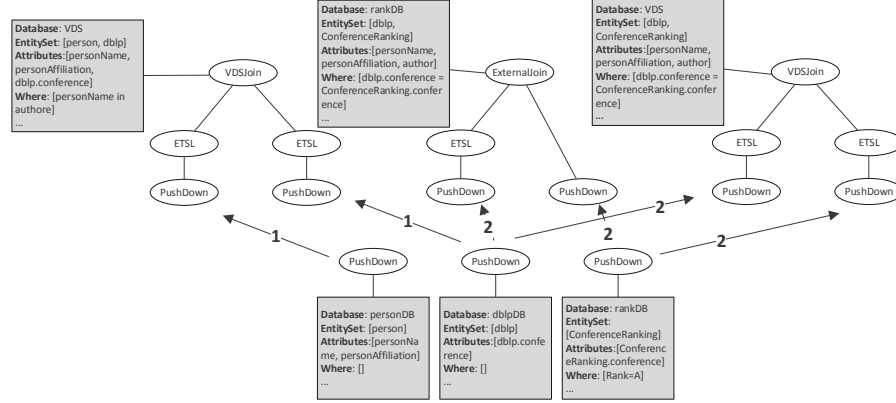 Database: VDS
EntitySet: [person, dblp]
Attributes:[personName,
personAffiliation,
dblp.conference]
Where: [personName in
authore]
...
VDSJoin
ETSL
ETSL
PushDown
PushDown
Database: rankDB
EntitySet: [dblp,
ConferenceRanking]
Attributes:[personName,
personAffiliation, author]
Where: [dblp.conference =
ConferenceRanking.confer
ence]
...
ExternalJoin
ETSL
PushDown
PushDown
Database: VDS
EntitySet: [dblp,
ConferenceRanking]
Attributes:[personName,
personAffiliation, author]
Where: [dblp.conference =
ConferenceRanking.confer
ence]
...
VDSJoin
ETSL
ETSL
PushDown
PushDown
1
1
2
2
2
2
PushDown
PushDown
PushDown
Database: personDB
EntitySet: [person]
Attributes:[personNa
me, personAffiliation]
Where: []
...
Database: dblpDB
EntitySet: [dblp]
Attributes:[dblp.confe
rence]
Where: []
...
Database: rankDB
EntitySet:
[ConferenceRanking]
Attributes:[Conferenc
eRanking.conference]
Where: [Rank=A]
...